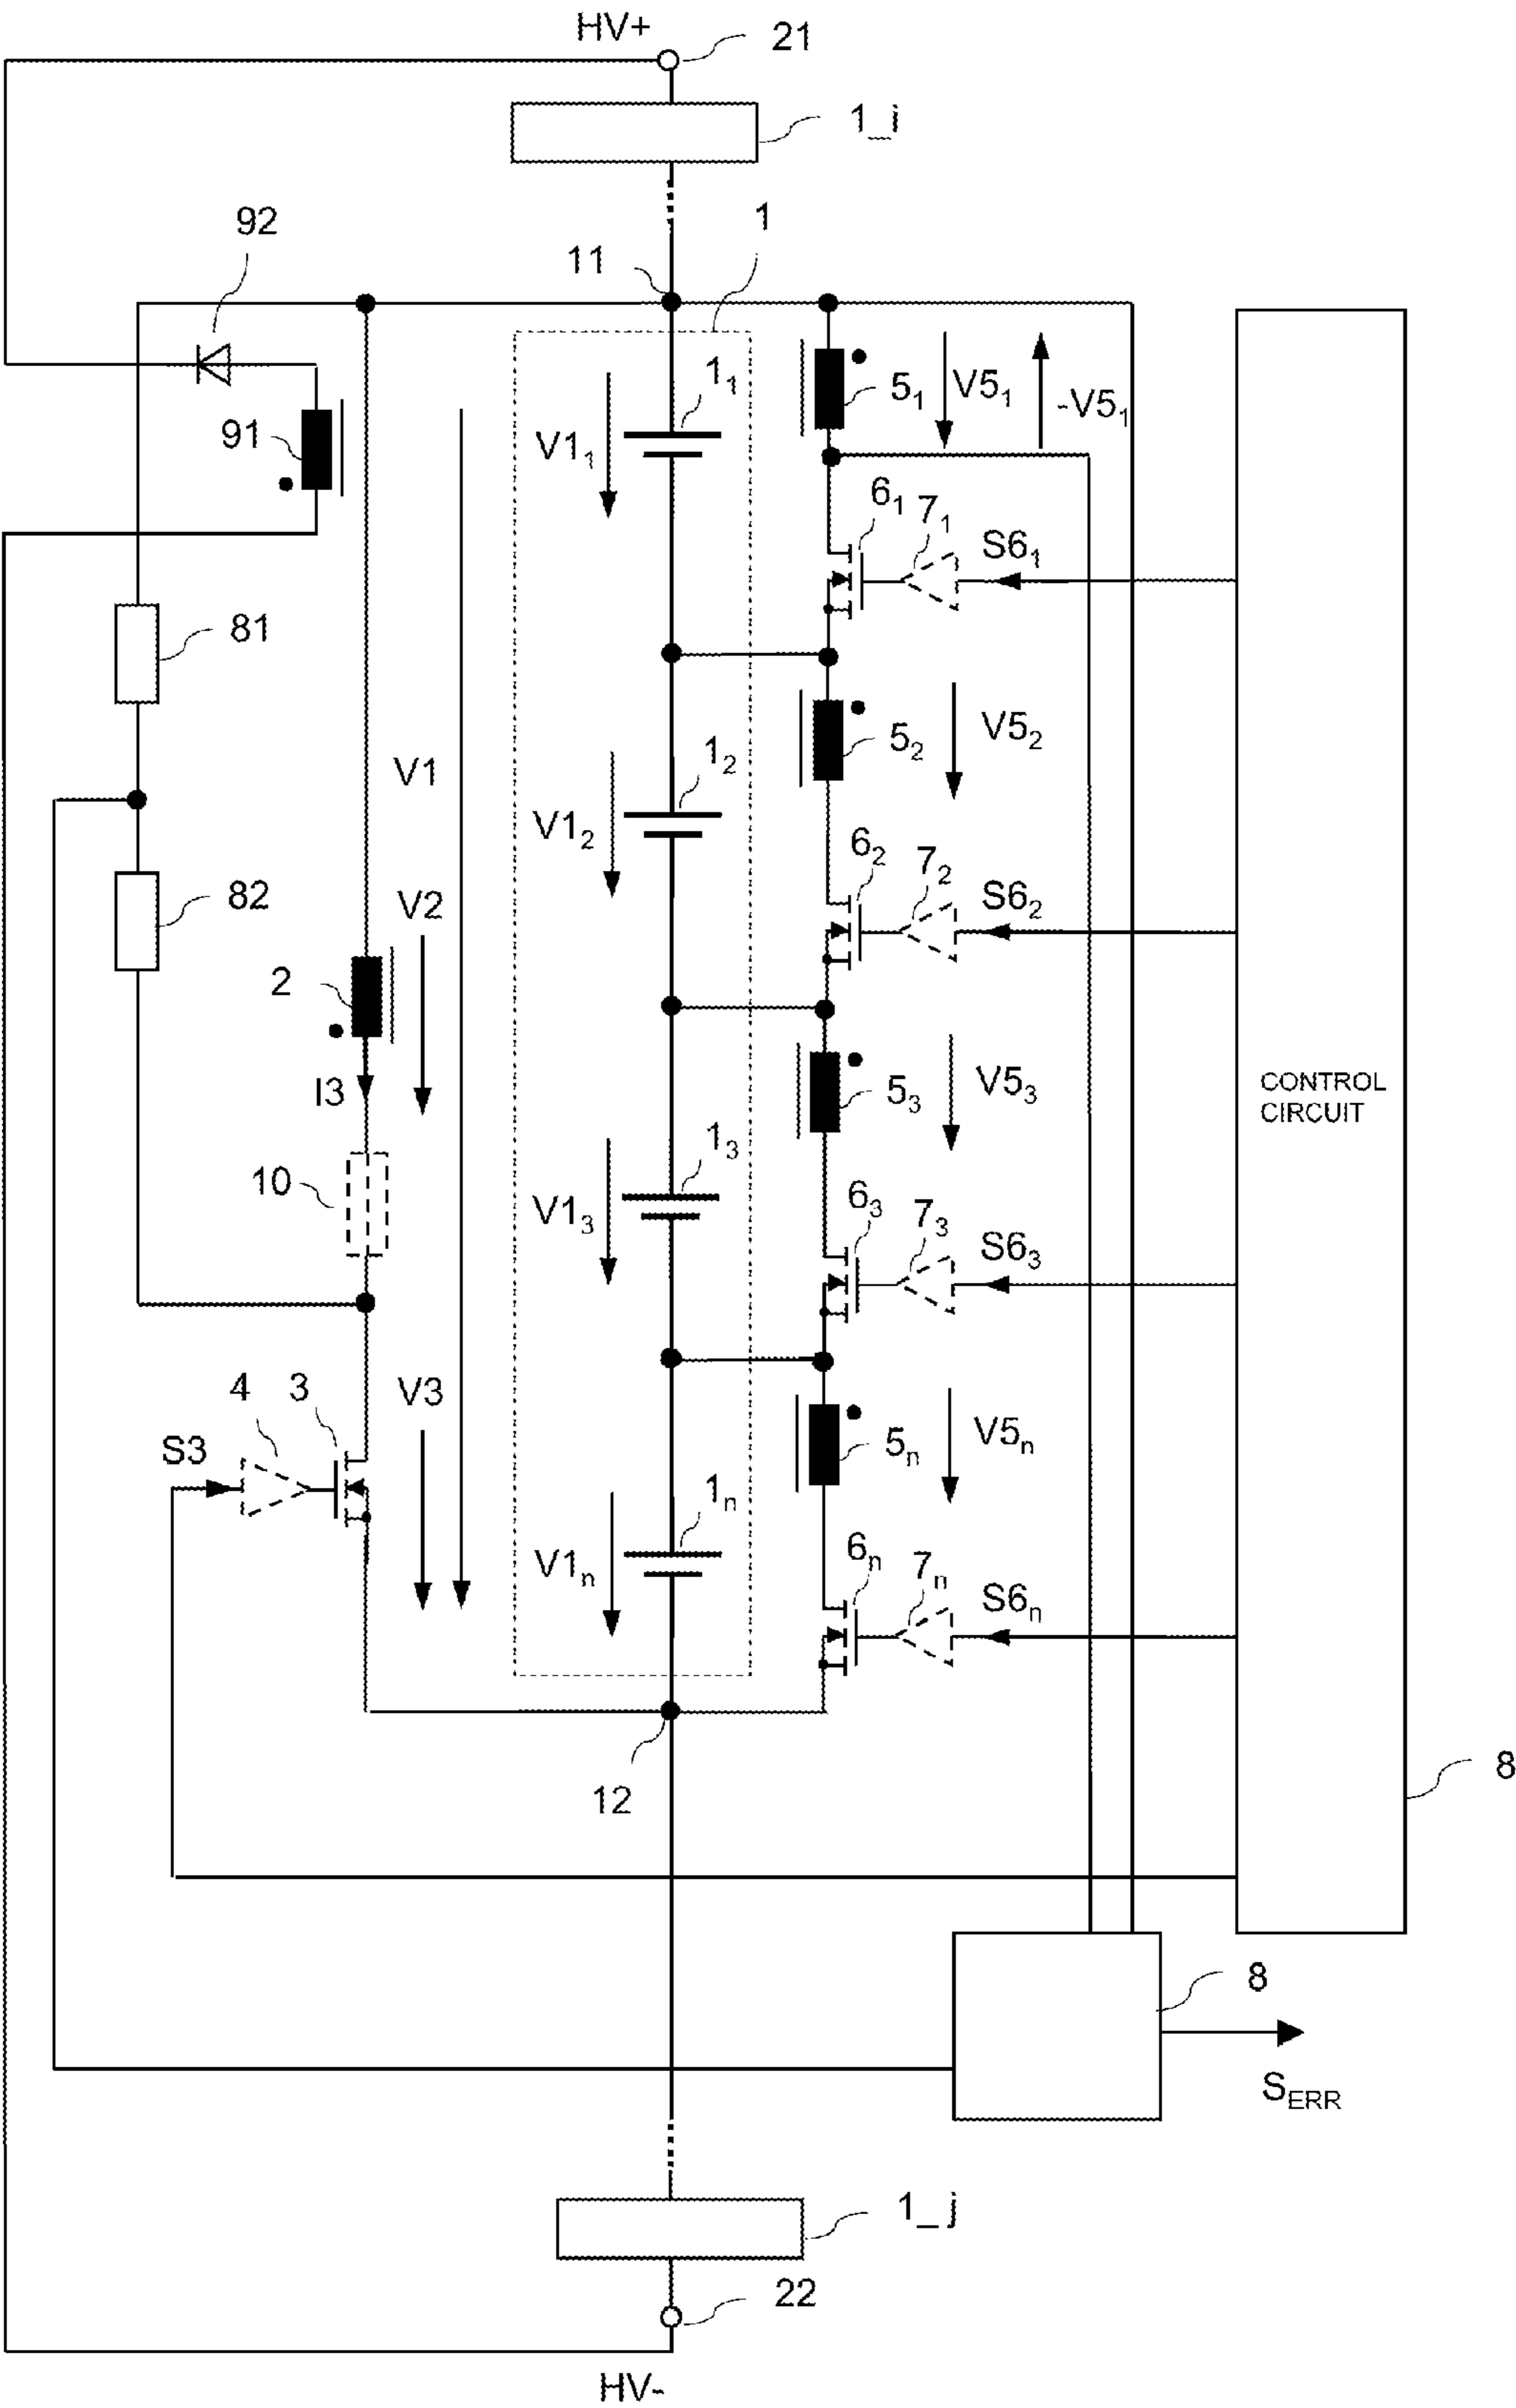 HV+
21
1_i
92
1
11
1₁
5₁
V5₁
-V5₁
91
V1₁
6₁
7₁
S6₁
81
1₂
5₂
V5₂
V1
V1₂
6₂
7₂
S6₂
82
V2
2
I3
5₃
V5₃
CONTROL
CIRCUIT
10
1₃
V1₃
6₃
7₃
S6₃
4
3
V3
S3
5ₙ
V5ₙ
1ₙ
V1ₙ
6ₙ
7ₙ
S6ₙ
12
8
8
S_ERR
1_j
22
HV-